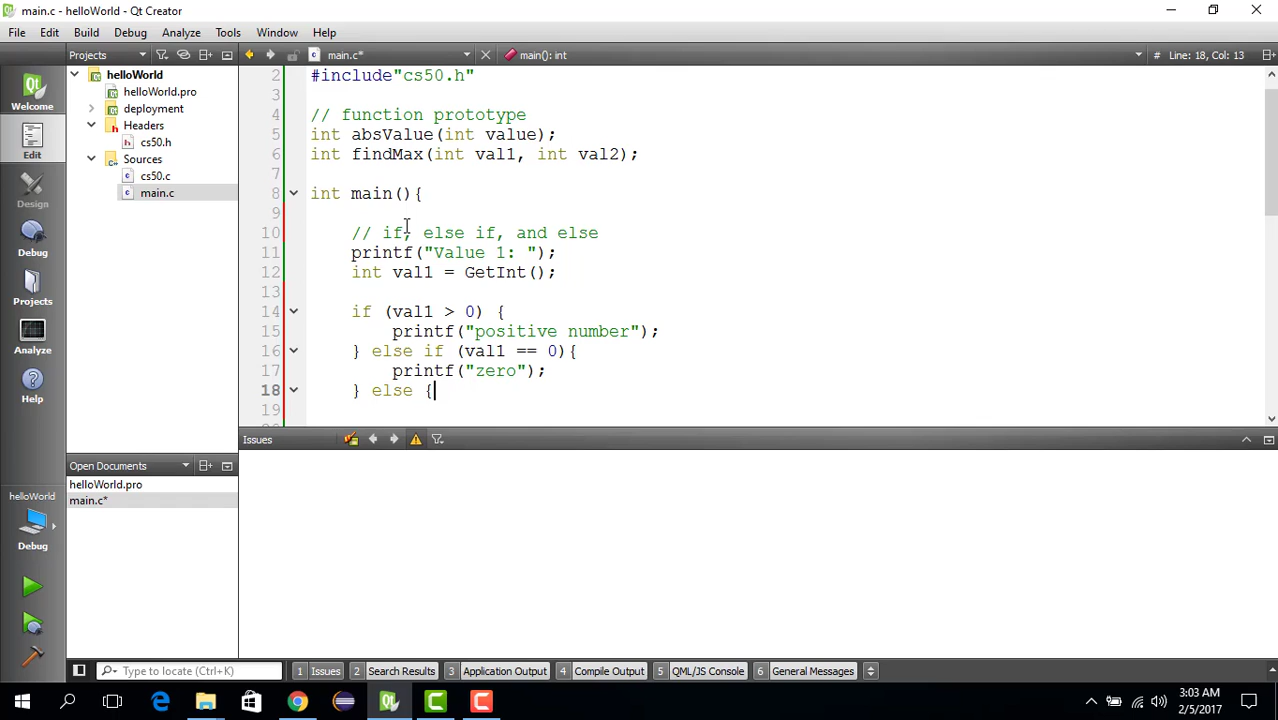 main.c - helloWorld - Qt Creator
File Edit Build Debug Analyze Tools Window Help
Projects main.c* main(): int # Line: 18, Col: 13
Welcome
Edit
Design
Debug
Projects
Analyze
Help
helloWorld
Debug
helloWorld
helloWorld.pro
deployment
Headers
cs50.h
Sources
cs50.c
main.c
Open Documents
helloWorld.pro
main.c*
2 #include"cs50.h"
3
4 // function prototype
5 int absValue(int value);
6 int findMax(int val1, int val2);
7
8 int main(){
9
10 // if, else if, and else
11 printf("Value 1: ");
12 int val1 = GetInt();
13
14 if (val1 > 0) {
15 printf("positive number");
16 } else if (val1 == 0){
17 printf("zero");
18 } else {
19
Issues
Type to locate (Ctrl+K) 1 Issues 2 Search Results 3 Application Output 4 Compile Output 5 QML/JS Console 6 General Messages
3:03 AM
2/5/2017